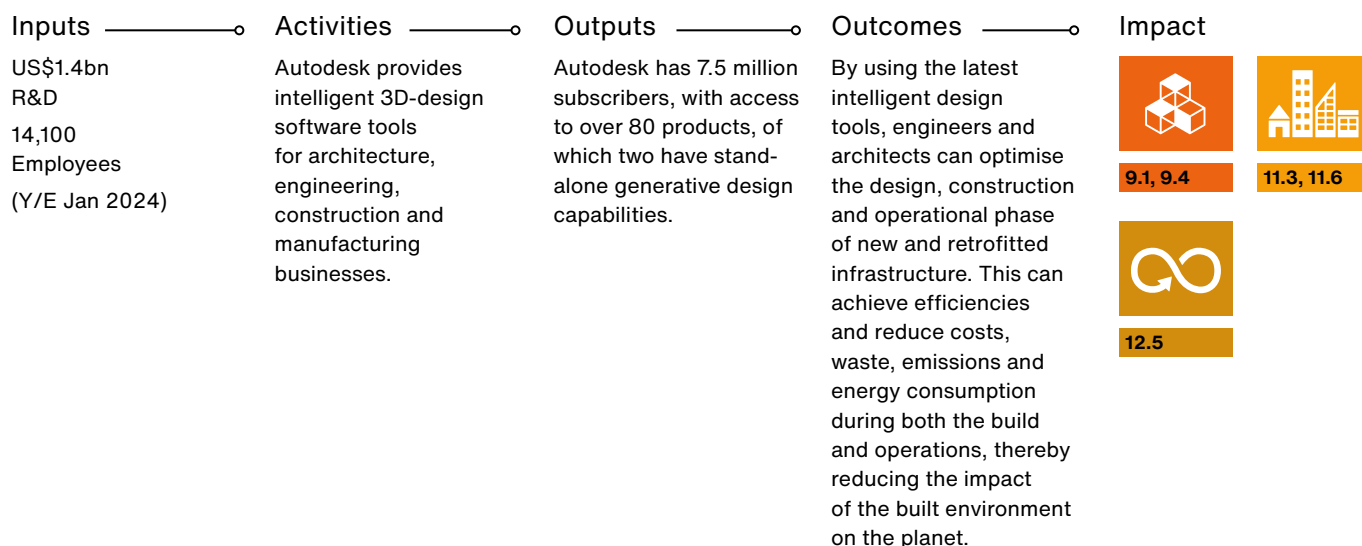 Inputs
US$1.4bn
R&D
14,100
Employees
(Y/E Jan 2024)
Activities
Autodesk provides
intelligent 3D-design
software tools
for architecture,
engineering,
construction and
manufacturing
businesses.
Outputs
Autodesk has 7.5 million
subscribers, with access
to over 80 products, of
which two have stand-
alone generative design
capabilities.
Outcomes
By using the latest
intelligent design
tools, engineers and
architects can optimise
the design, construction
and operational phase
of new and retrofitted
infrastructure. This can
achieve efficiencies
and reduce costs,
waste, emissions and
energy consumption
during both the build
and operations, thereby
reducing the impact
of the built environment
on the planet.
Impact
9.1, 9.4
11.3, 11.6
12.5